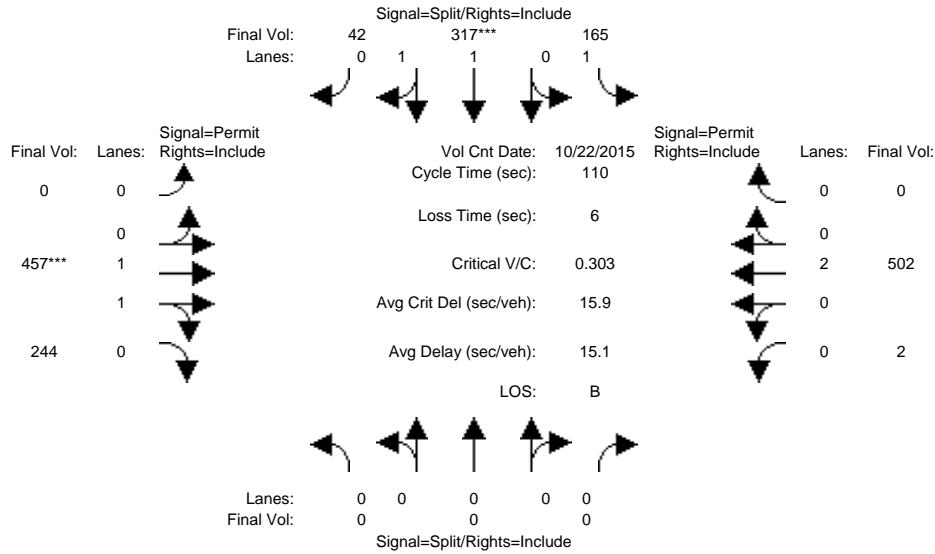 Signal=Split/Rights=Include
Final Vol: 42 317*** 165
Lanes: 0 1 1 0 1
Signal=Permit
Final Vol: Lanes: Rights=Include
Vol Cnt Date: 10/22/2015
Signal=Permit
Rights=Include Lanes: Final Vol:
0 0
Cycle Time (sec): 110
0 0
0
Loss Time (sec): 6
0
457*** 1
Critical V/C: 0.303
2 502
1
Avg Crit Del (sec/veh): 15.9
0
244 0
Avg Delay (sec/veh): 15.1
0 2
LOS: B
Lanes: 0 0 0 0 0
Final Vol: 0 0 0
Signal=Split/Rights=Include